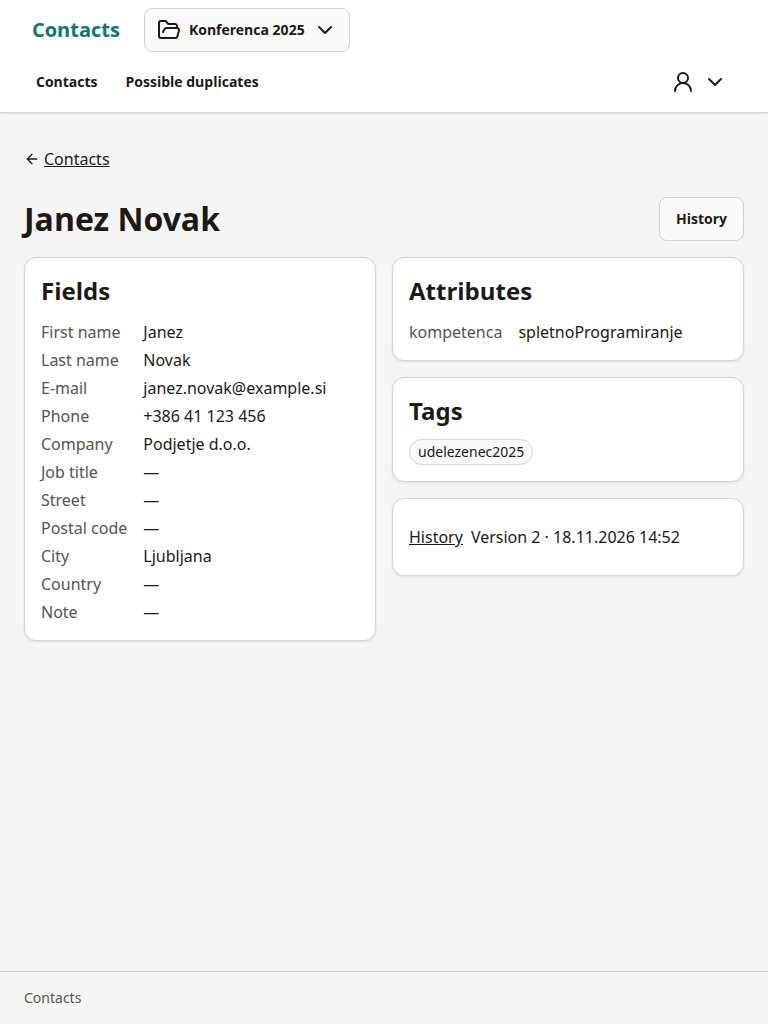 Contacts
Konferenca 2025
Contacts
Possible duplicates
← Contacts
Janez Novak
History
Fields
First name Janez
Last name Novak
E-mail janez.novak@example.si
Phone +386 41 123 456
Company Podjetje d.o.o.
Job title —
Street —
Postal code —
City Ljubljana
Country —
Note —
Attributes
kompetenca spletnoProgramiranje
Tags
udelezenec2025
History Version 2 · 18.11.2026 14:52
Contacts